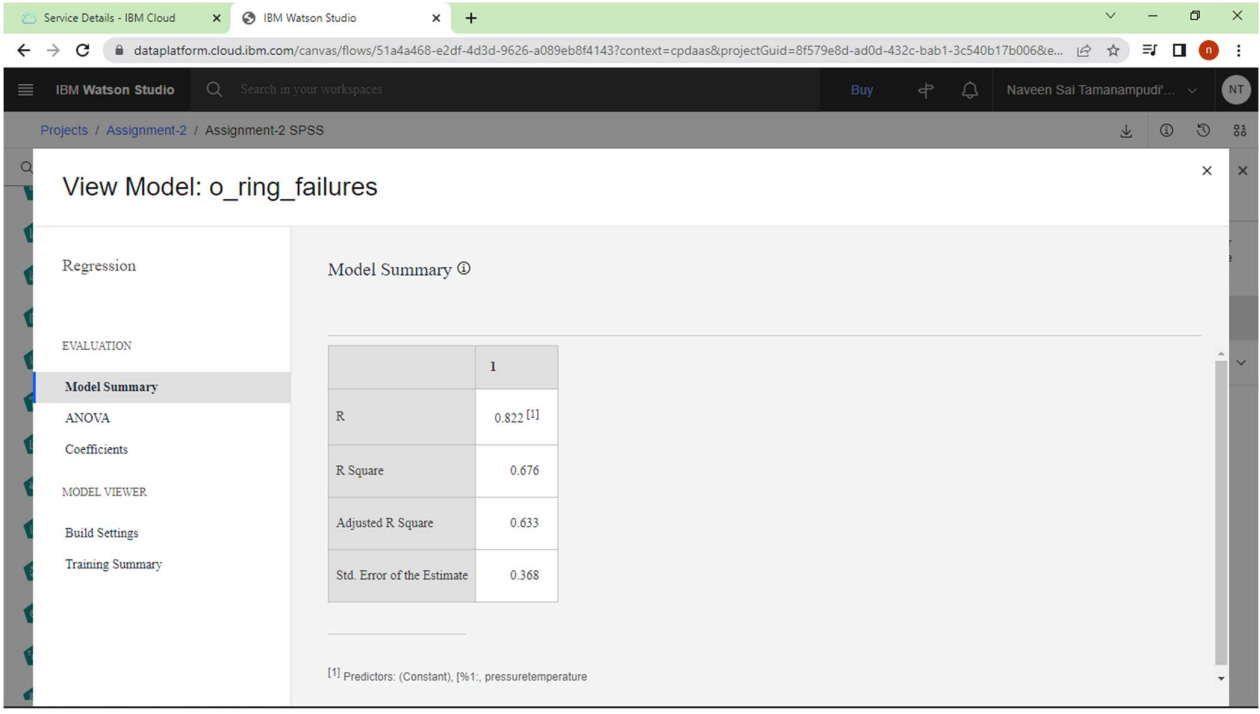 Service Details - IBM Cloud
IBM Watson Studio
dataplatform.cloud.ibm.com/canvas/flows/51a4a468-e2df-4d3d-9626-a089eb8f4143?context=cpdaas&projectGuid=8f579e8d-ad0d-432c-bab1-3c540b17b006&e...
n
IBM Watson Studio
Search in your workspaces
Buy
Naveen Sai Tamanampudi'...
NT
Projects / Assignment-2 / Assignment-2 SPSS
View Model: o_ring_failures
Regression
Model Summary
EVALUATION
Model Summary
ANOVA
Coefficients
MODEL VIEWER
Build Settings
Training Summary
1
R 0.822 [1]
R Square 0.676
Adjusted R Square 0.633
Std. Error of the Estimate 0.368
[1] Predictors: (Constant), [%1:, pressuretemperature